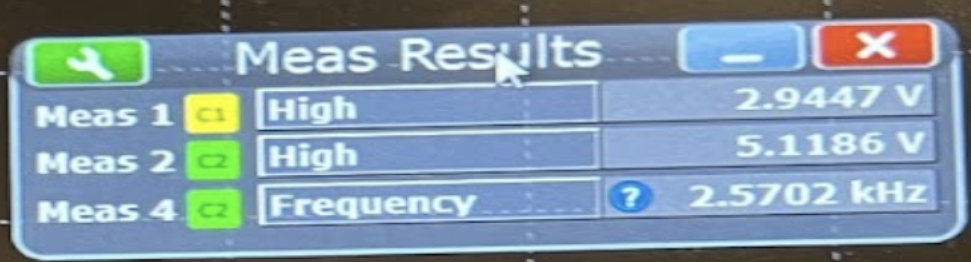 Meas Results
Meas 1 C1 High 2.9447 V
Meas 2 C2 High 5.1186 V
Meas 4 C2 Frequency ? 2.5702 kHz